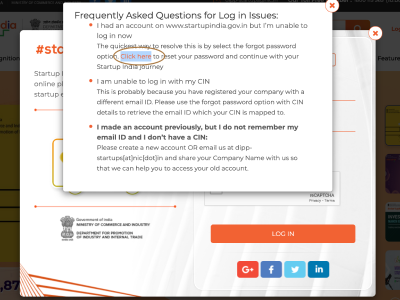 Frequently Asked Questions for Log in Issues:
I had an account on www.startupindia.gov.in but I'm unable to
log in now
The quickest way to resolve this is by select the forgot password
option. Click here to reset your password and continue with your
Startup India journey
I am unable to log in with my CIN
This is probably because you have registered your company with a
different email ID. Please use the forgot password option with CIN
details to retrieve the email ID which your CIN is mapped to.
I made an account previously, but I do not remember my
email ID and I don't have a CIN:
Please create a new account OR email us at dipp-
startups[at]nic[dot]in and share your Company Name with us so
that we can help you to access your old account.
#sta
Startup I
online pl
startup e
reCAPTCHA
Privacy - Terms
Government of India
MINISTRY OF COMMERCE AND INDUSTRY
DEPARTMENT FOR PROMOTION
OF INDUSTRY AND INTERNAL TRADE
LOG IN
G+
f
in